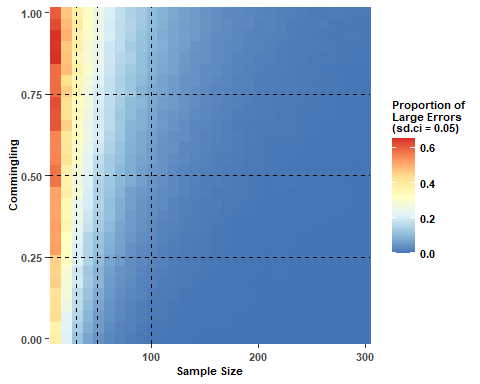 1.00
0.75
0.50
0.25
0.00
Commingling
100
200
300
Sample Size
Proportion of
Large Errors
(sd.ci = 0.05)
0.6
0.4
0.2
0.0